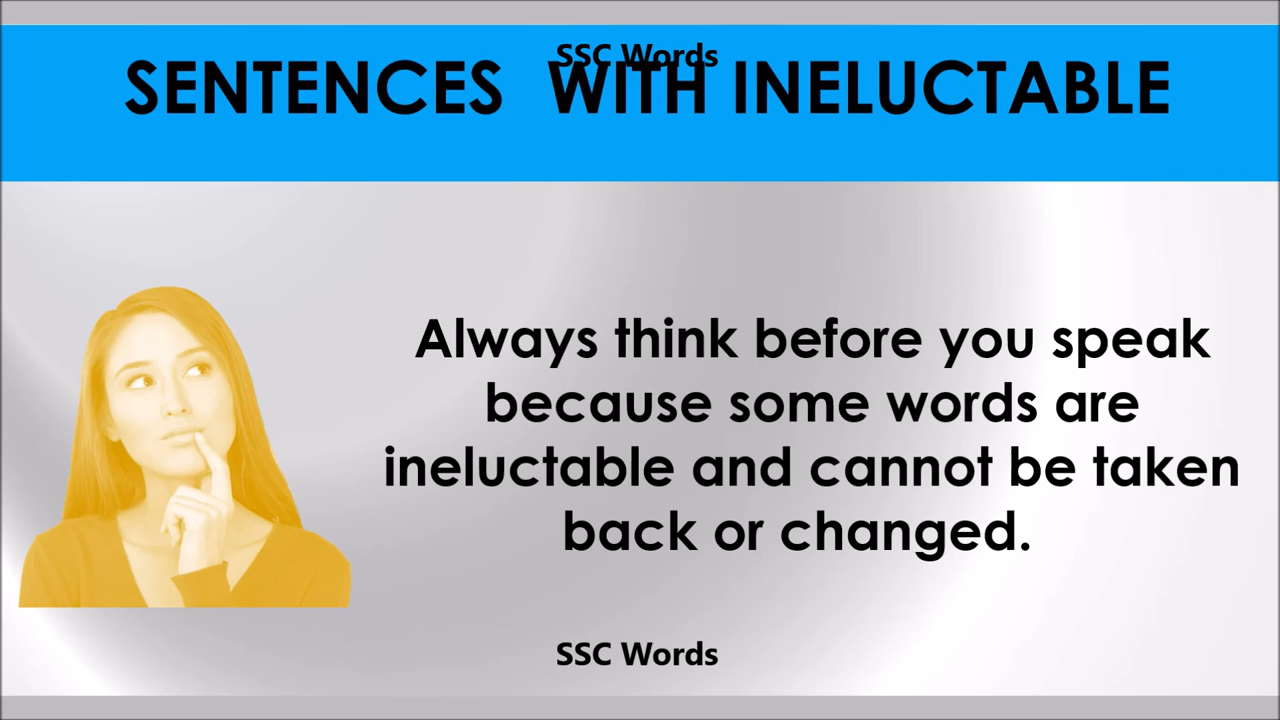 SSC Words
SENTENCES WITH INELUCTABLE
Always think before you speak
because some words are
ineluctable and cannot be taken
back or changed.
SSC Words